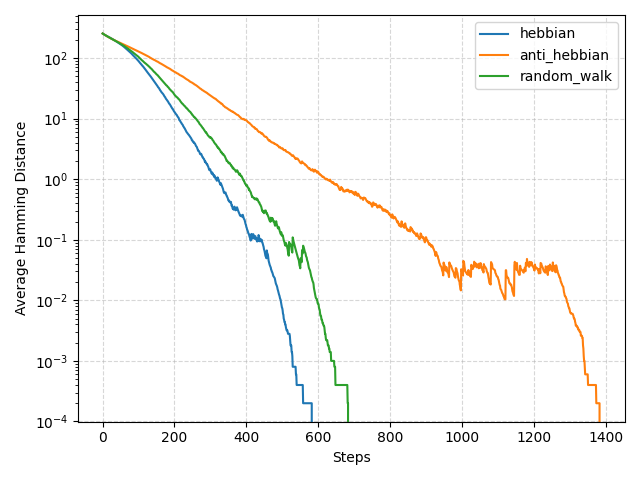 hebbian
anti_hebbian
random_walk
Average Hamming Distance
10²
10¹
10⁰
10⁻¹
10⁻²
10⁻³
10⁻⁴
0 200 400 600 800 1000 1200 1400
Steps